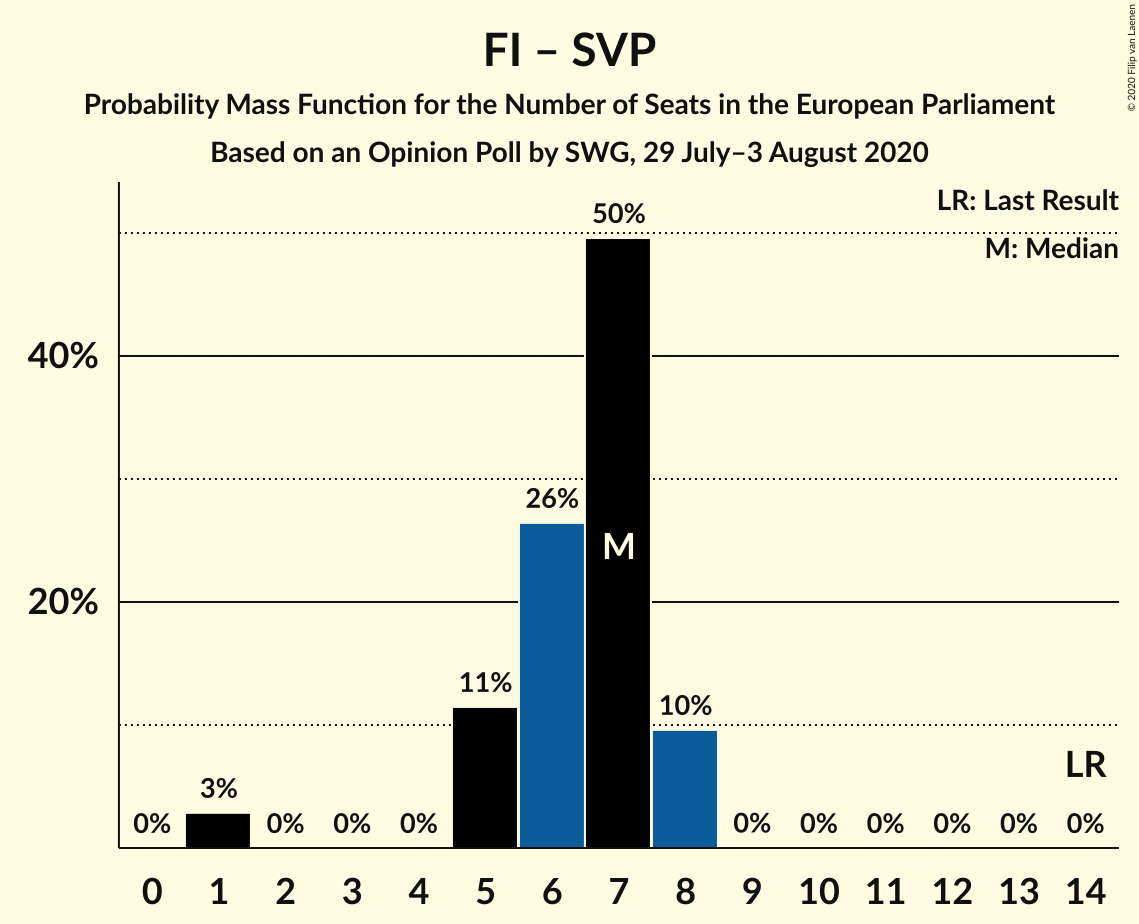 FI – SVP
Probability Mass Function for the Number of Seats in the European Parliament
Based on an Opinion Poll by SWG, 29 July–3 August 2020
© 2020 Filip van Laenen
LR: Last Result
M: Median
50%
40%
26%
M
20%
11%
10%
LR
3%
0% 0% 0% 0% 0% 0% 0% 0% 0% 0%
0 1 2 3 4 5 6 7 8 9 10 11 12 13 14